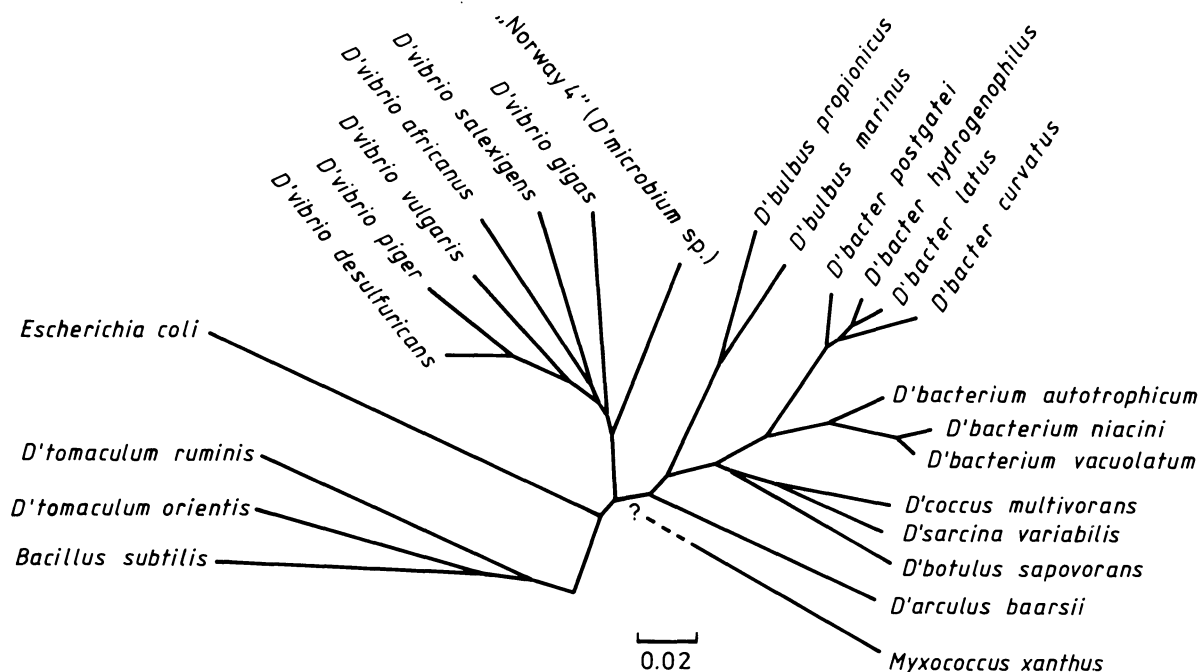 „Norway 4“ (D'microbium sp.)
D'vibrio gigas
D'vibrio salexigens
D'vibrio africanus
D'vibrio vulgaris
D'vibrio piger
D'vibrio desulfuricans
D'bulbus propionicus
D'bulbus marinus
D'bacter postgatei
D'bacter hydrogenophilus
D'bacter latus
D'bacter curvatus
Escherichia coli
D'tomaculum ruminis
D'tomaculum orientis
Bacillus subtilis
D'bacterium autotrophicum
D'bacterium niacini
D'bacterium vacuolatum
D'coccus multivorans
D'sarcina variabilis
D'botulus sapovorans
D'arculus baarsii
Myxococcus xanthus
?
0.02